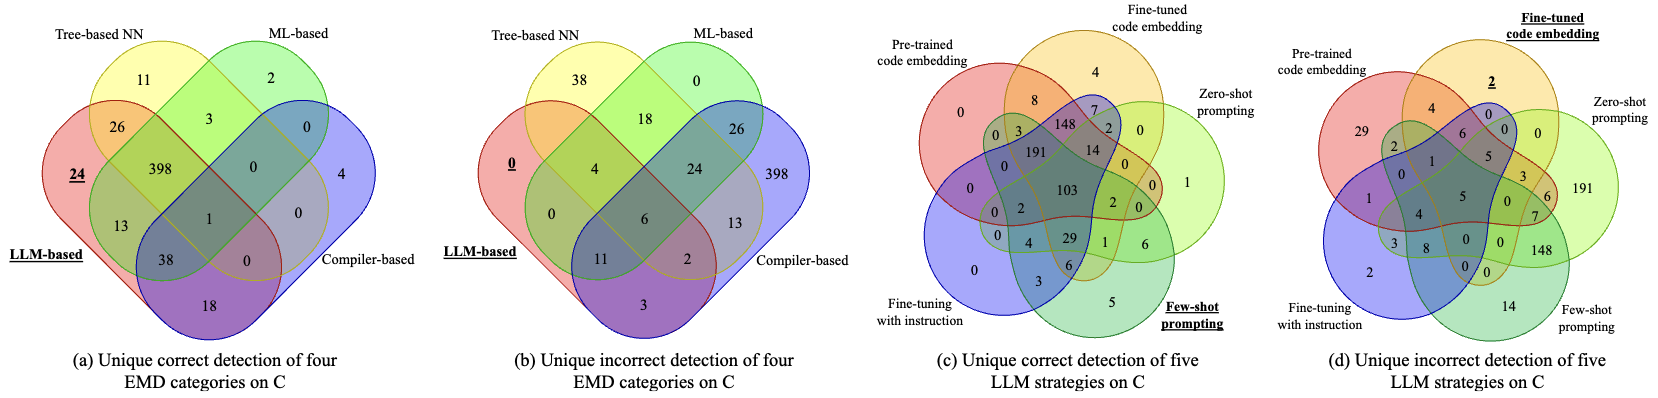 Tree-based NN
ML-based
11
2
26
3
0
24
398
0
4
13
1
0
LLM-based
38
0
Compiler-based
18
(a) Unique correct detection of four
EMD categories on C
Tree-based NN
ML-based
38
0
18
26
0
4
24
398
0
6
13
LLM-based
11
2
Compiler-based
3
(b) Unique incorrect detection of four
EMD categories on C
Fine-tuned
code embedding
Pre-trained
code embedding
Zero-shot
prompting
4
8
7
0
0
3
148
2
0
191
14
0
0
0
103
0
1
0
2
2
0
0
4
29
1
6
0
3
6
5
Fine-tuning
with instruction
Few-shot
prompting
(c) Unique correct detection of five
LLM strategies on C
Fine-tuned
code embedding
Pre-trained
code embedding
Zero-shot
prompting
2
4
0
29
6
0
0
2
1
5
0
3
191
1
5
0
6
4
7
3
8
0
0
148
2
0
0
14
Fine-tuning
with instruction
Few-shot
prompting
(d) Unique incorrect detection of five
LLM strategies on C